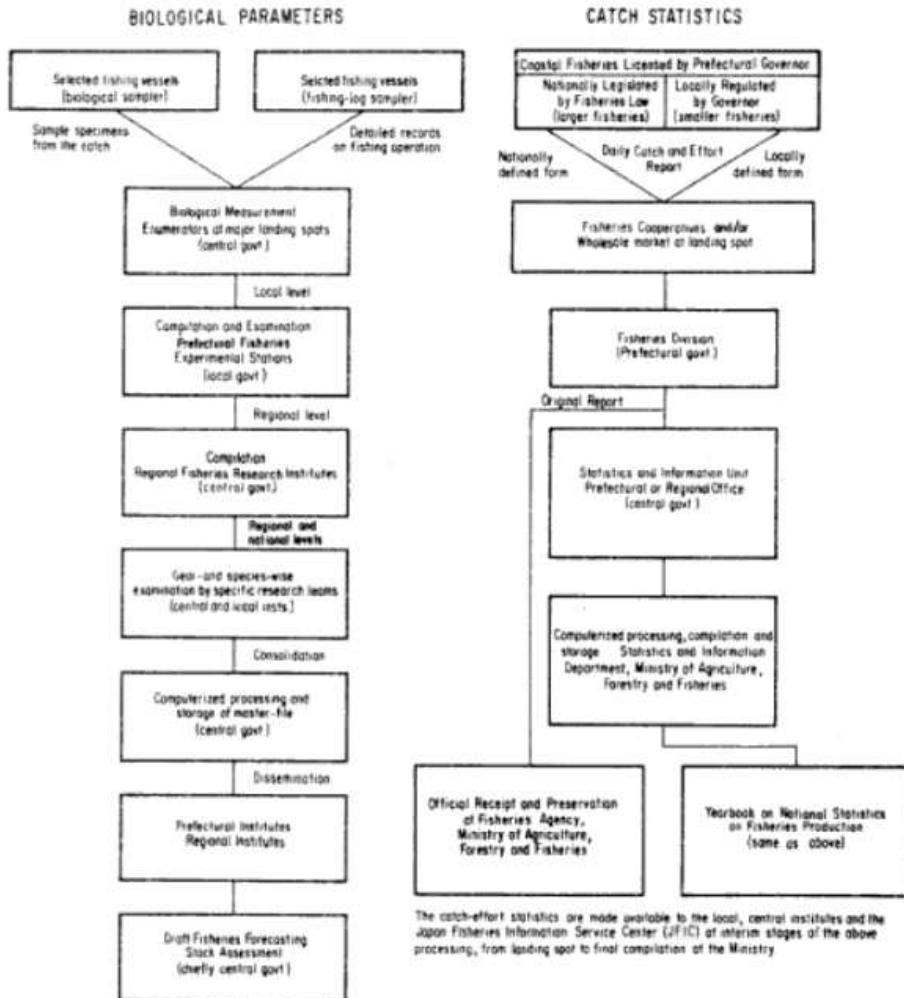 BIOLOGICAL PARAMETERS
Selected fishing vessels
(biological sampler)
Selcted fishing vessels
(fishing-log sampler)
Sample specimens
from the catch
Detailed records
on fishing operation
Biological Measurement
Enumerators at major landing spots
(central govt)
Local level
Compilation and Examination
Prefectural Fisheries
Experimental Stations
(local govt)
Regional level
Compilation
Regional Fisheries Research Institutes
(central govt)
Regional and
national levels
Gear-and species-wise
examination by specific research teams
(central and local insts.)
Consolidation
Computerized processing and
storage of master-file
(central govt)
Dissemination
Prefectural Institutes
Regional Institutes
Draft Fisheries Forecasting
Stock Assessment
(chiefly central govt)
CATCH STATISTICS
Coastal Fisheries Licensed by Prefectural Governor
Nationally Legislated
by Fisheries Law
(larger fisheries)
Locally Regulated
by Governor
(smaller fisheries)
Nationally
defined form
Daily Catch and Effort
Report
Locally
defined form
Fisheries Cooperatives and/or
Wholesale market at landing spot
Fisheries Division
(Prefectural govt)
Original Report
Statistics and Information Unit
Prefectural or Regional Office
(central govt)
Computerized processing, compilation and
storage Statistics and Information
Department, Ministry of Agriculture,
Forestry and Fisheries
Official Receipt and Preservation
of Fisheries Agency,
Ministry of Agriculture,
Forestry and Fisheries
Yearbook on National Statistics
on Fisheries Production
(same as above)
The catch-effort statistics are made available to the local, central institutes and the
Japan Fisheries Information Service Center (JFIC) at interim stages of the above
processing, from landing spot to final compilation at the Ministry